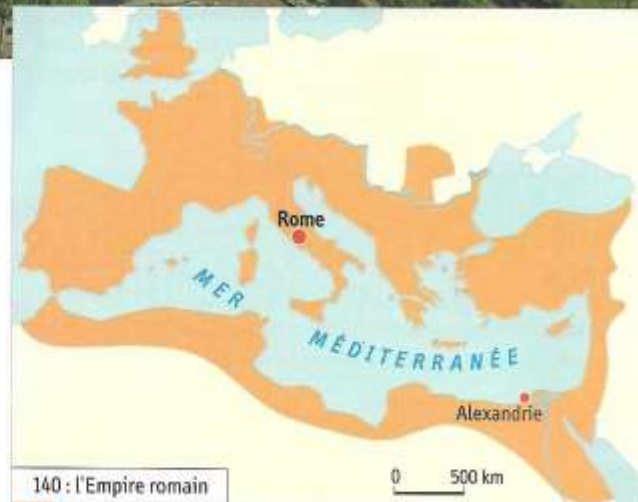 Rome
MER
MÉDITERRANÉE
Alexandrie
140 : l'Empire romain
0 500 km